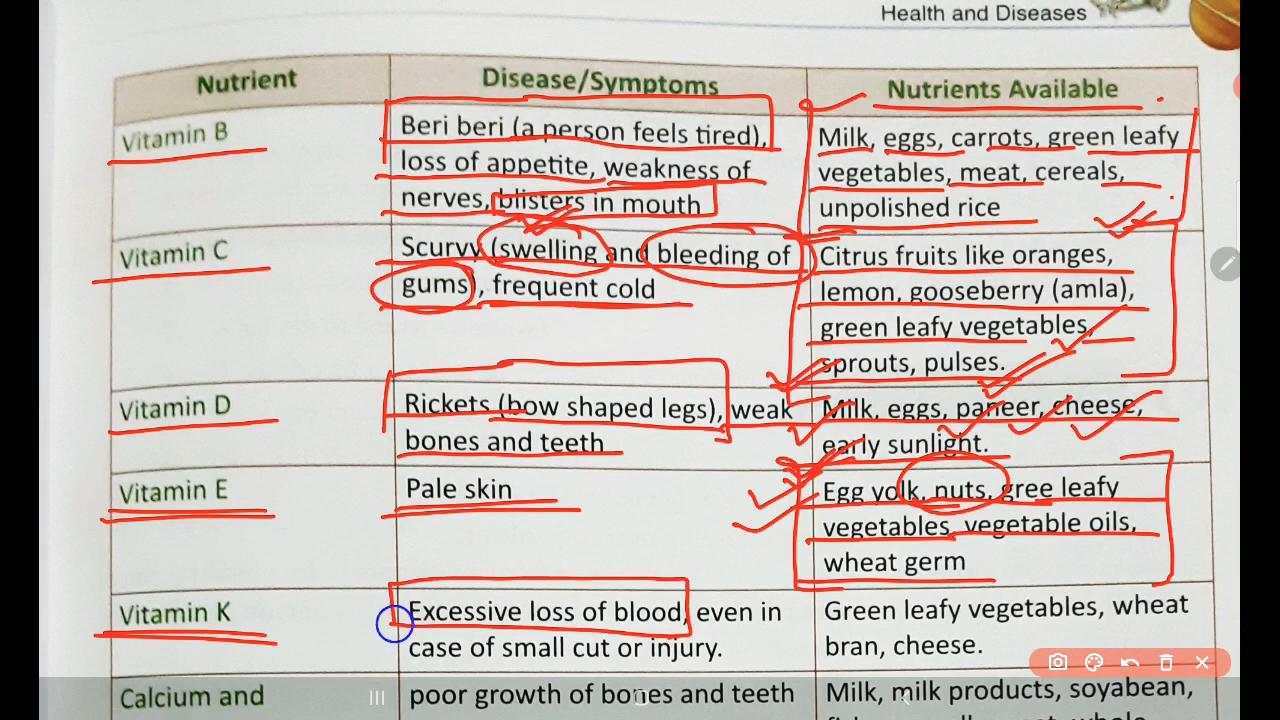 Health and Diseases
Nutrient Disease/Symptoms Nutrients Available
Vitamin B
Beri beri (a person feels tired),
loss of appetite, weakness of
nerves, blisters in mouth
Milk, eggs, carrots, green leafy
vegetables, meat, cereals,
unpolished rice
Vitamin C
Scurvy (swelling and bleeding of
gums), frequent cold
Citrus fruits like oranges,
lemon, gooseberry (amla),
green leafy vegetables,
sprouts, pulses.
Vitamin D
Rickets (bow shaped legs), weak
bones and teeth
Milk, eggs, paneer, cheese,
early sunlight.
Vitamin E
Pale skin
Egg yolk, nuts, gree leafy
vegetables, vegetable oils,
wheat germ
Vitamin K
Excessive loss of blood, even in
case of small cut or injury.
Green leafy vegetables, wheat
bran, cheese.
Calcium and
poor growth of bones and teeth
Milk, milk products, soyabean,